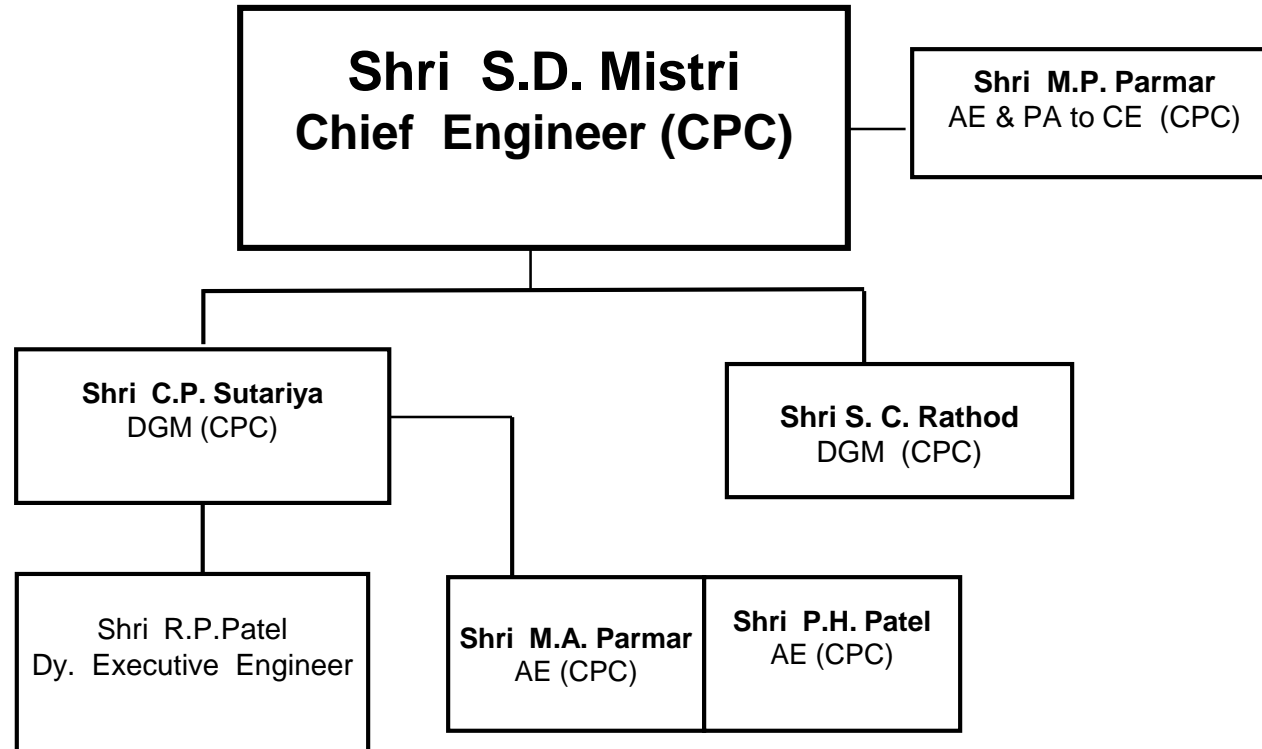 Shri S.D. Mistri
Chief Engineer (CPC)
Shri M.P. Parmar
AE & PA to CE (CPC)
Shri C.P. Sutariya
DGM (CPC)
Shri S. C. Rathod
DGM (CPC)
Shri R.P.Patel
Dy. Executive Engineer
Shri M.A. Parmar
AE (CPC)
Shri P.H. Patel
AE (CPC)